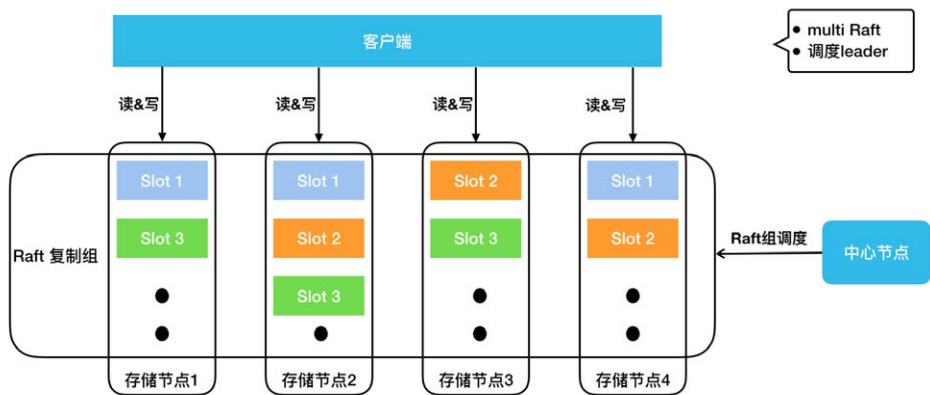 客户端
multi Raft
调度leader
读&写
读&写
读&写
读&写
Slot 1
Slot 1
Slot 2
Slot 1
Slot 3
Slot 2
Slot 3
Slot 2
Slot 3
Raft 复制组
Raft组调度
中心节点
存储节点1
存储节点2
存储节点3
存储节点4